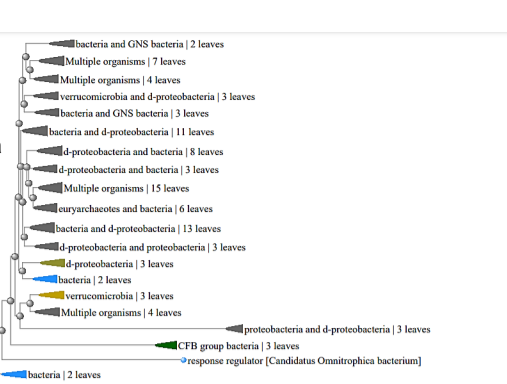 bacteria and GNS bacteria | 2 leaves
Multiple organisms | 7 leaves
Multiple organisms | 4 leaves
verrucomicrobia and d-proteobacteria | 3 leaves
bacteria and GNS bacteria | 3 leaves
bacteria and d-proteobacteria | 11 leaves
d-proteobacteria and bacteria | 8 leaves
d-proteobacteria and bacteria | 3 leaves
Multiple organisms | 15 leaves
euryarchaeotes and bacteria | 6 leaves
bacteria and d-proteobacteria | 13 leaves
d-proteobacteria and proteobacteria | 3 leaves
d-proteobacteria | 3 leaves
bacteria | 2 leaves
verrucomicrobia | 3 leaves
Multiple organisms | 4 leaves
proteobacteria and d-proteobacteria | 3 leaves
CFB group bacteria | 3 leaves
response regulator [Candidatus Omnitrophica bacterium]
bacteria | 2 leaves